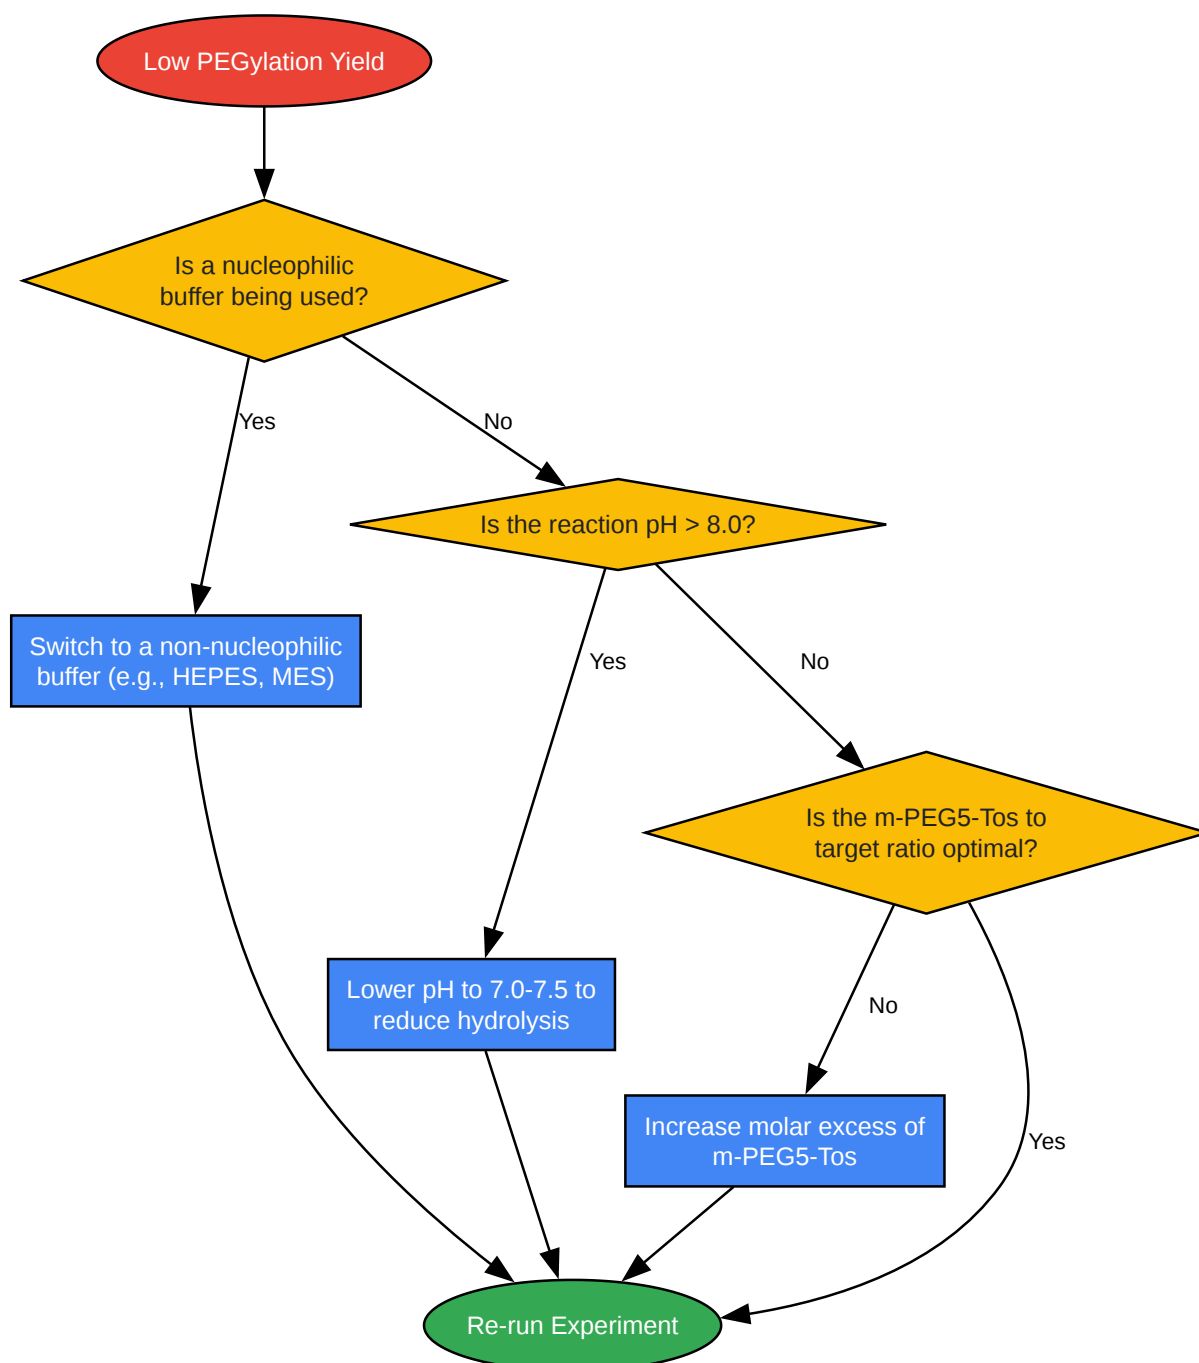 Low PEGylation Yield
Is a nucleophilic
buffer being used?
Yes
No
Is the reaction pH > 8.0?
Switch to a non-nucleophilic
buffer (e.g., HEPES, MES)
Yes
No
Is the m-PEG5-Tos to
target ratio optimal?
Lower pH to 7.0-7.5 to
reduce hydrolysis
No
Increase molar excess of
m-PEG5-Tos
Yes
Re-run Experiment